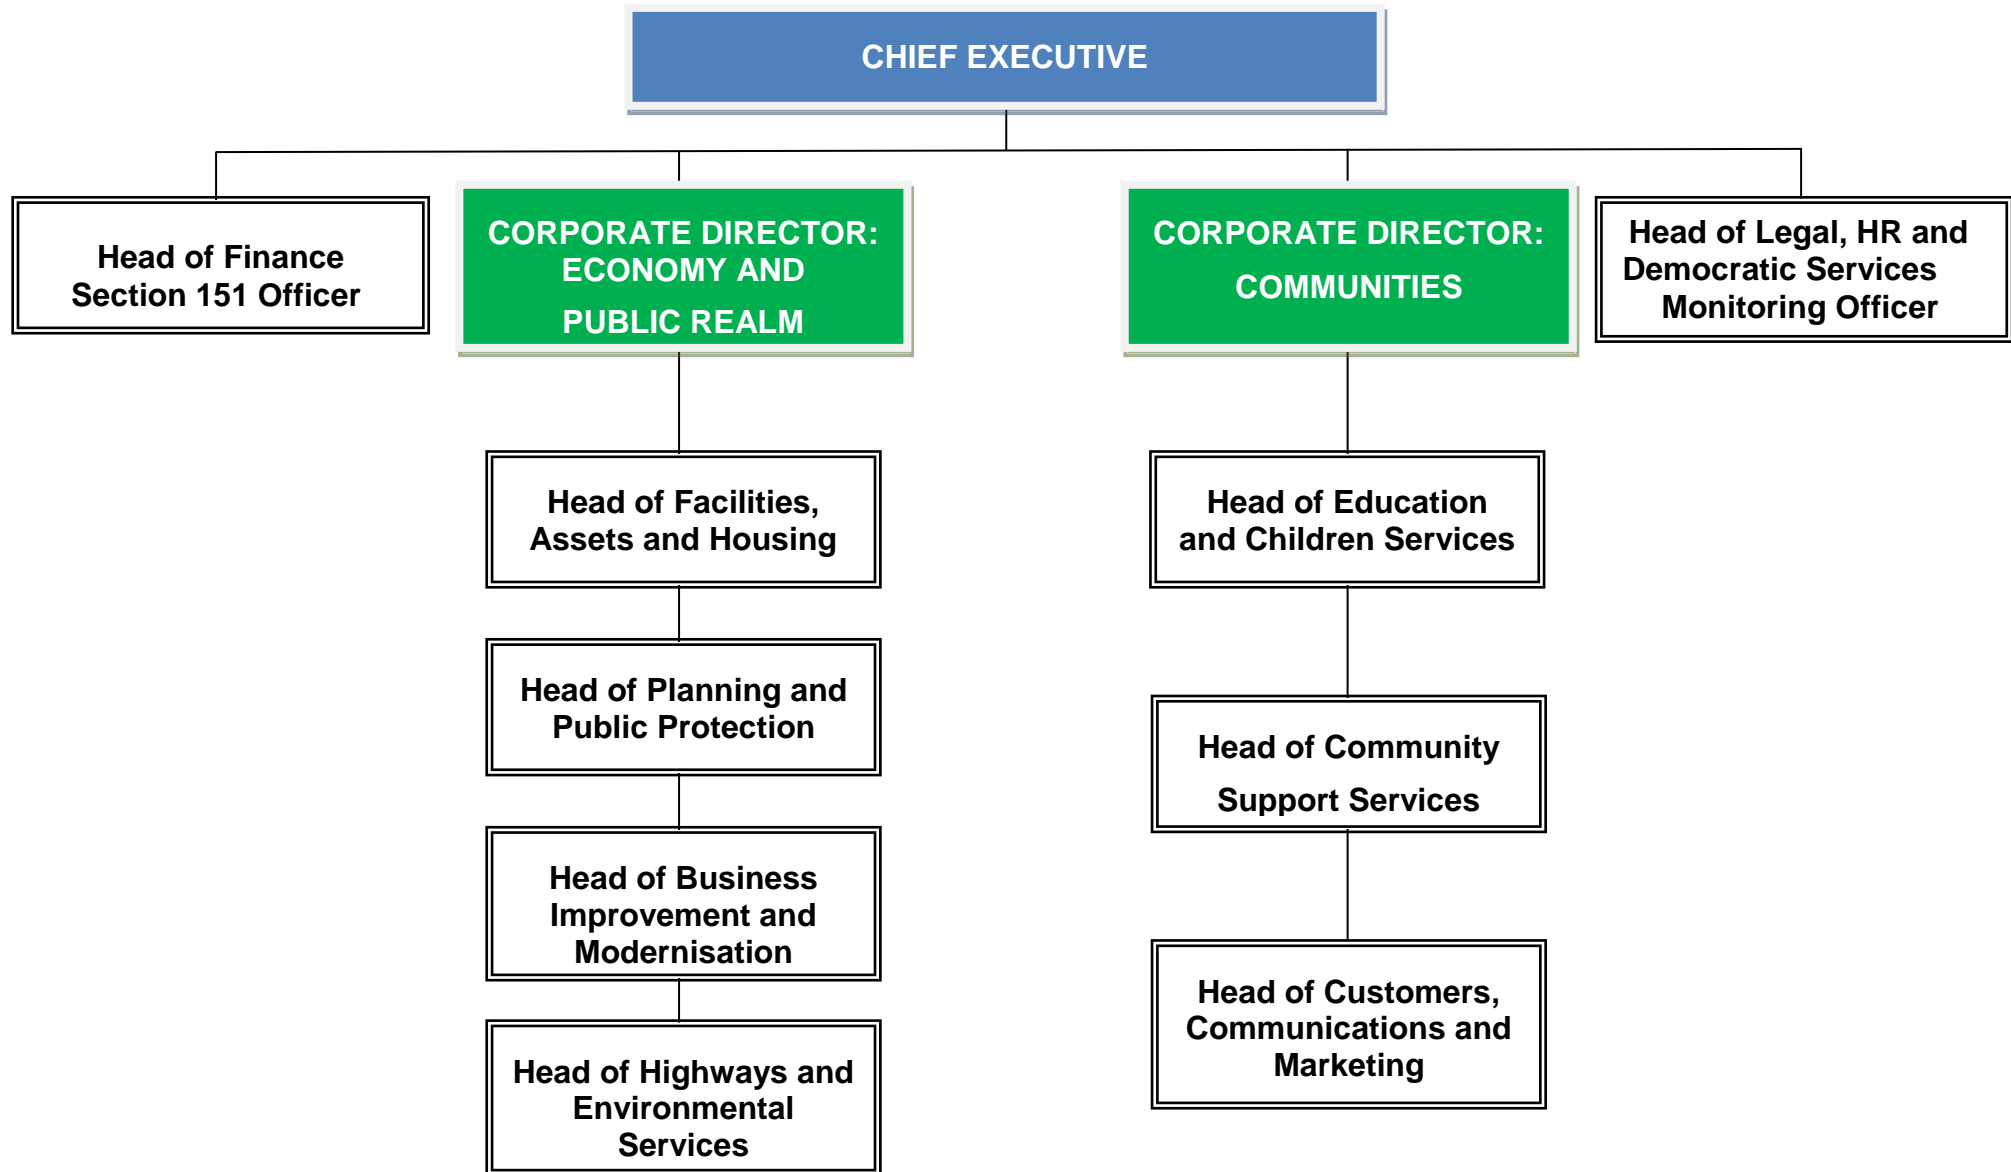 CHIEF EXECUTIVE
Head of Finance
Section 151 Officer
CORPORATE DIRECTOR:
ECONOMY AND
PUBLIC REALM
CORPORATE DIRECTOR:
COMMUNITIES
Head of Legal, HR and
Democratic Services
Monitoring Officer
Head of Facilities,
Assets and Housing
Head of Planning and
Public Protection
Head of Business
Improvement and
Modernisation
Head of Highways and
Environmental
Services
Head of Education
and Children Services
Head of Community
Support Services
Head of Customers,
Communications and
Marketing